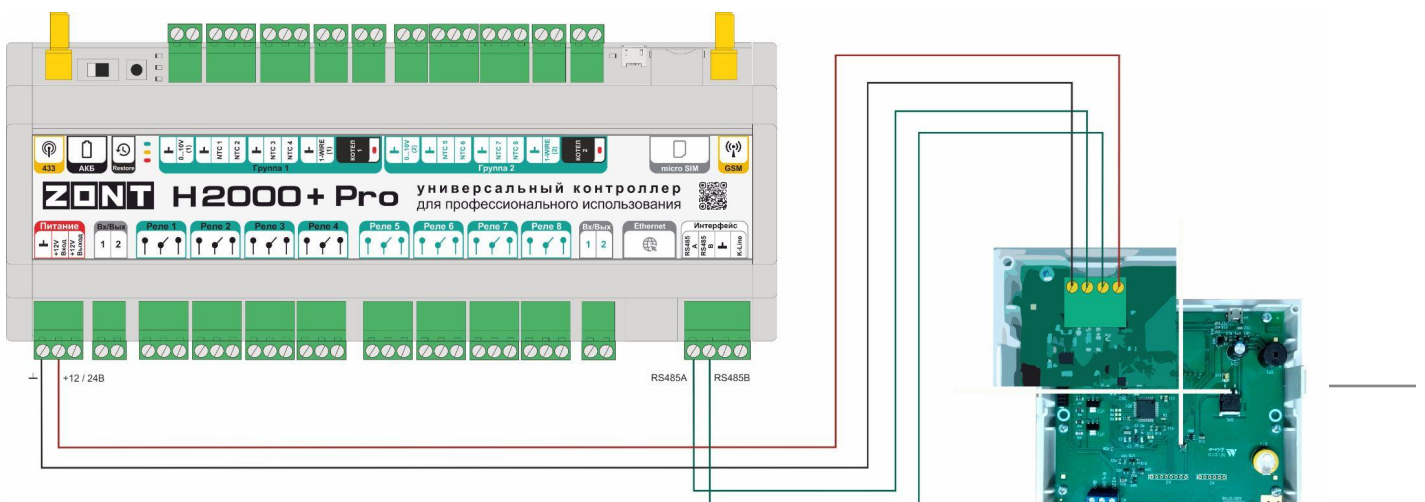 0...10V (1)
NTC 1
NTC 2
NTC 3
NTC 4
1-WIRE (1)
КОТЕЛ 1
0...10V (2)
NTC 5
NTC 6
NTC 7
NTC 8
1-WIRE (2)
КОТЕЛ 2
433 АКБ Restore Группа 1 Группа 2 micro SIM GSM
ZONT H2000+ Pro
универсальный контроллер
для профессионального использования
Питание Вх/Вых Реле 1 Реле 2 Реле 3 Реле 4 Реле 5 Реле 6 Реле 7 Реле 8 Вх/Вых Ethernet Интерфейс
+12V Вход
+12V Выход
1 2
1 2
RS485 A
RS485 B
K-Line
+12 / 24В
RS485A RS485B